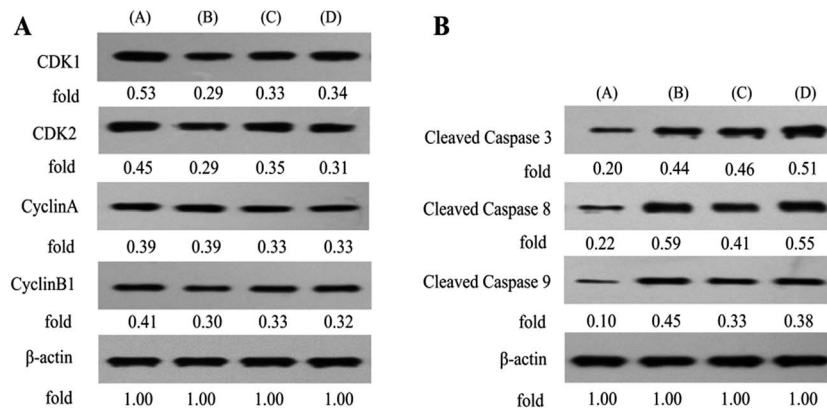 A
(A) (B) (C) (D)
CDK1
fold 0.53 0.29 0.33 0.34
CDK2
fold 0.45 0.29 0.35 0.31
CyclinA
fold 0.39 0.39 0.33 0.33
CyclinB1
fold 0.41 0.30 0.33 0.32
β-actin
fold 1.00 1.00 1.00 1.00
B
(A) (B) (C) (D)
Cleaved Caspase 3
fold 0.20 0.44 0.46 0.51
Cleaved Caspase 8
fold 0.22 0.59 0.41 0.55
Cleaved Caspase 9
fold 0.10 0.45 0.33 0.38
β-actin
fold 1.00 1.00 1.00 1.00